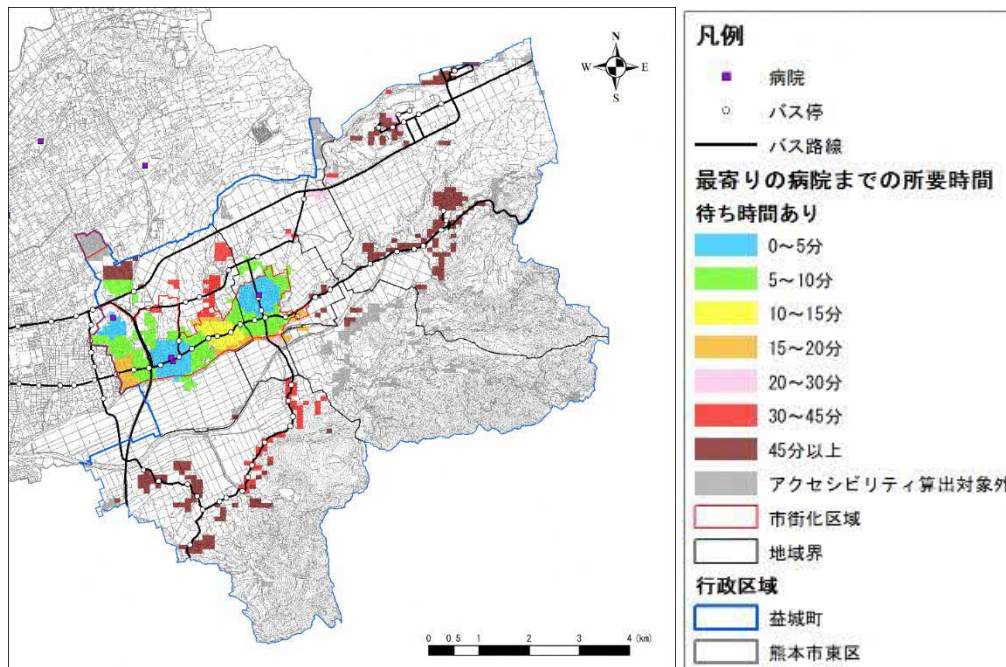 N
W E
S
0 0.5 1 2 3 4 (km)
凡例
病院
バス停
バス路線
最寄りの病院までの所要時間
待ち時間あり
0～5分
5～10分
10～15分
15～20分
20～30分
30～45分
45分以上
アクセシビリティ算出対象外
市街化区域
地域界
行政区域
益城町
熊本市東区